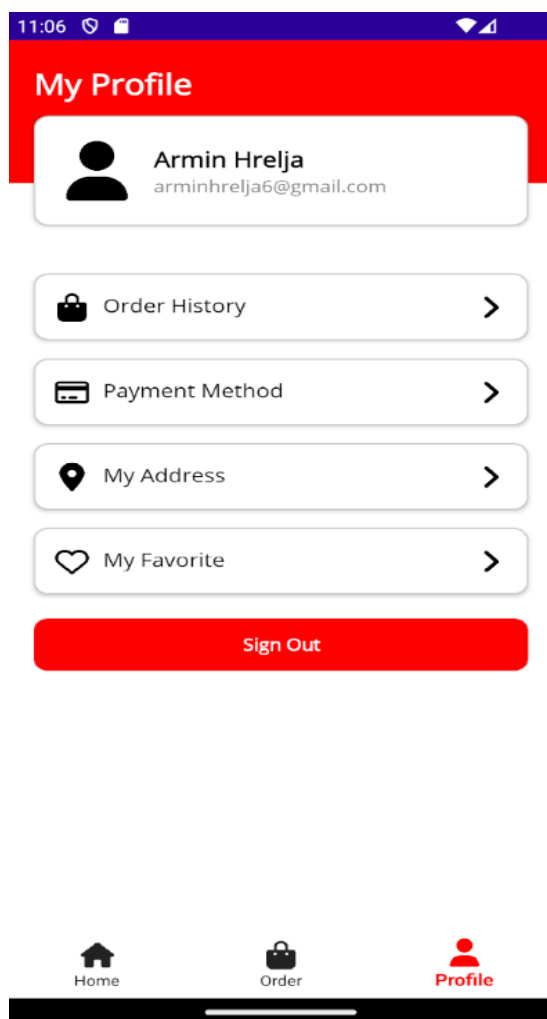 11:06
My Profile
Armin Hrelja
arminhrelja6@gmail.com
Order History
Payment Method
My Address
My Favorite
Sign Out
Home
Order
Profile